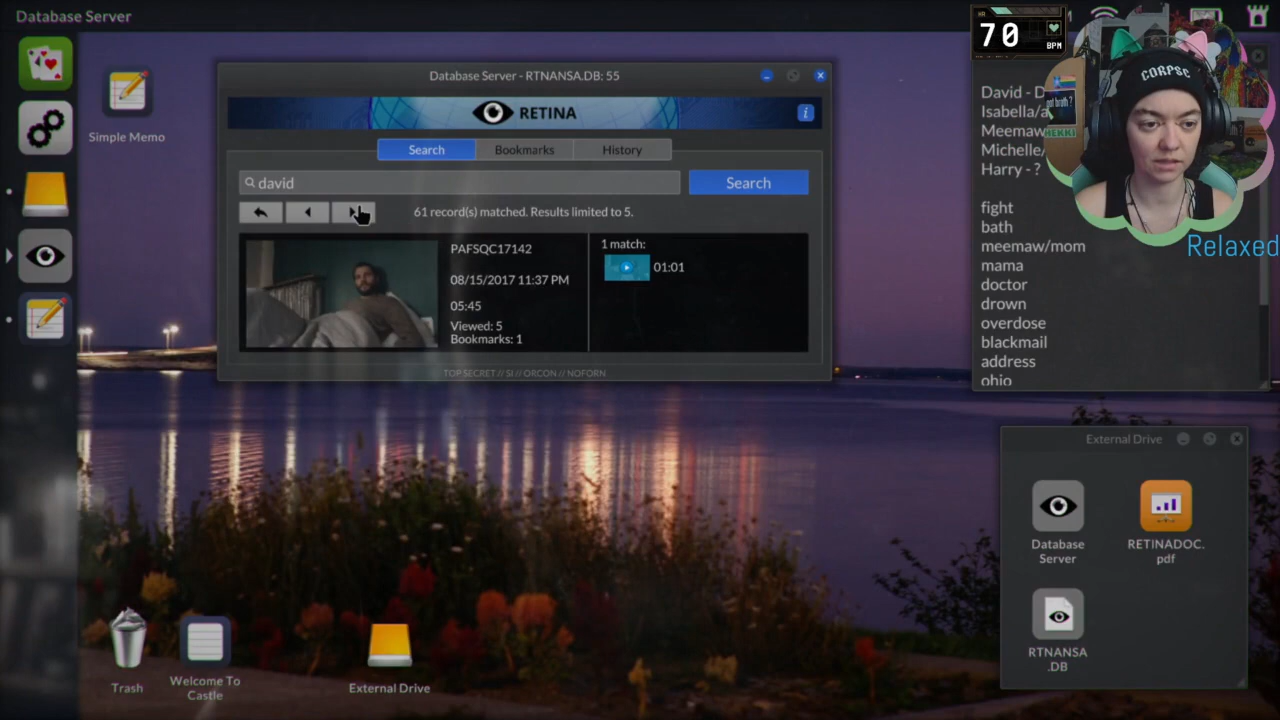 Database Server
Simple Memo
Database Server - RTNANSA.DB: 55
RETINA
Search
Bookmarks
History
david
Search
61 record(s) matched. Results limited to 5.
PAFSQC17142
08/15/2017 11:37 PM
05:45
Viewed: 5
Bookmarks: 1
1 match:
01:01
TOP SECRET // SI // ORCON // NOFORN
HR
70
BPM
CORPSE
got broth ?
HEKKI
Relaxed
David - D
Isabella/a
Meemaw
Michelle/
Harry - ?
fight
bath
meemaw/mom
mama
doctor
drown
overdose
blackmail
address
ohio
External Drive
Database
Server
RETINADOC.
pdf
RTNANSA
.DB
Trash
Welcome To
Castle
External Drive